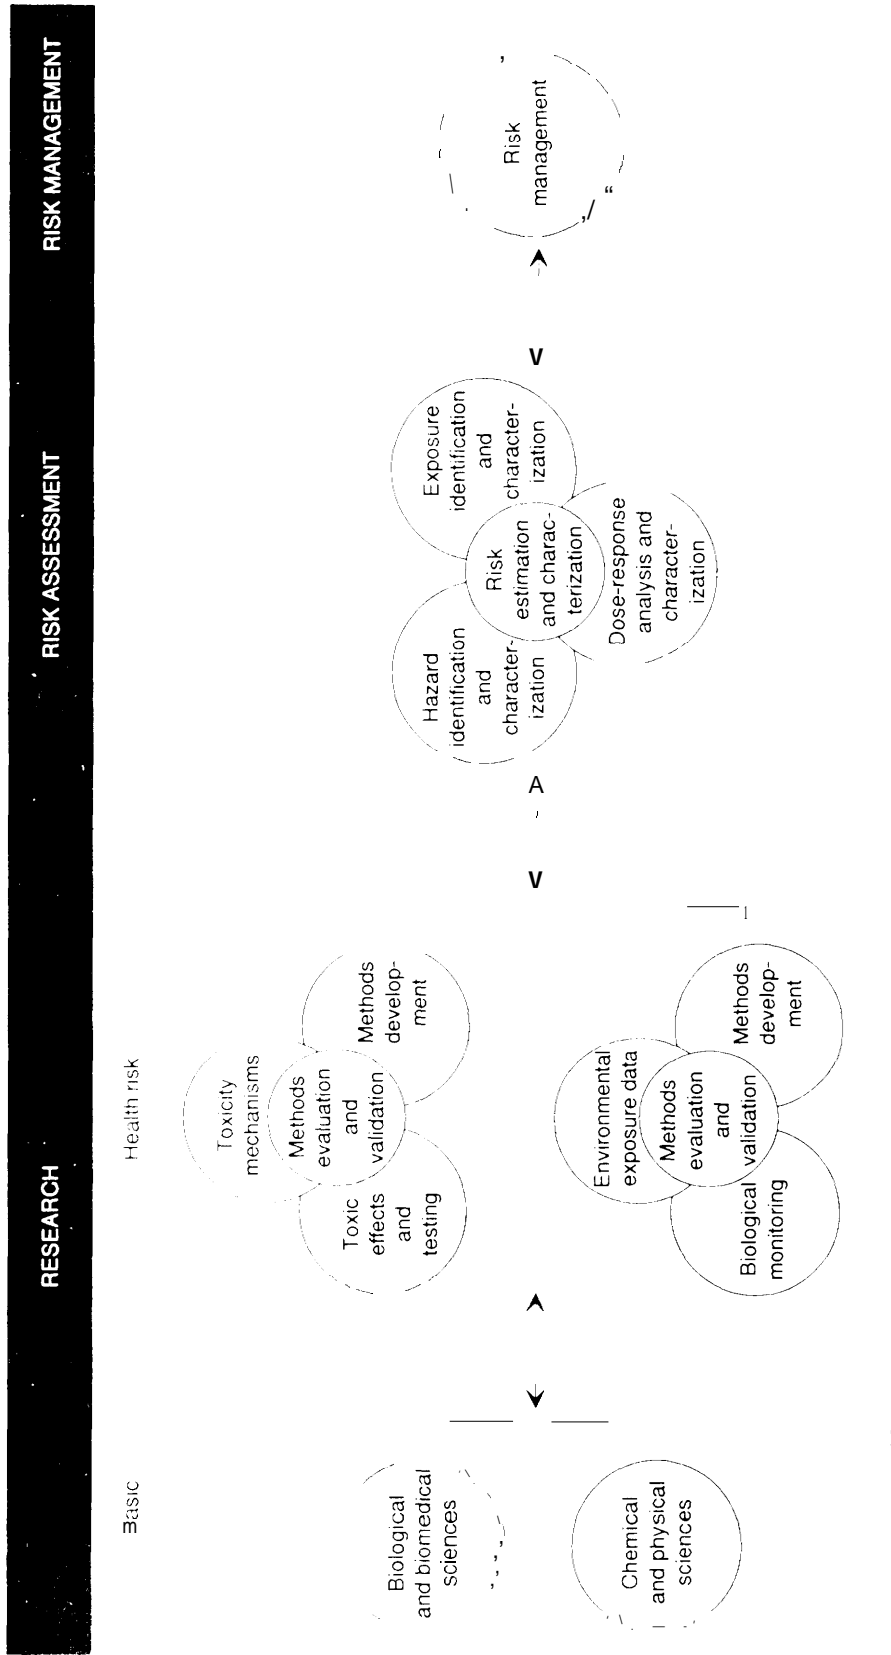 RESEARCH
RISK ASSESSMENT
RISK MANAGEMENT
Basic
Health risk
Biological
and biomedical
sciences
Chemical
and physical
sciences
Toxicity
mechanisms
Methods
evaluation
and
validation
Toxic
effects
and
testing
Methods
develop-
ment
Environmental
exposure data
Methods
evaluation
and
validation
Biological
monitoring
Methods
develop-
ment
Hazard
identification
and
character-
ization
Exposure
identification
and
character-
ization
Risk
estimation
and charac-
terization
Dose-response
analysis and
character-
ization
Risk
management